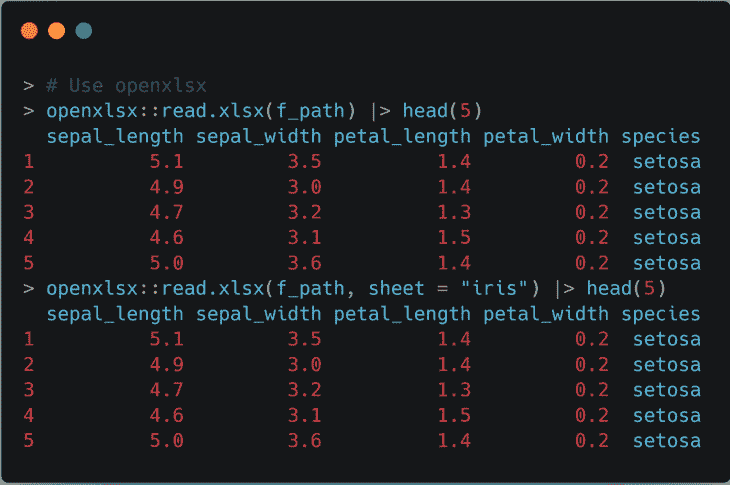 > # Use openxlsx
> openxlsx::read.xlsx(f_path) |> head(5)
  sepal_length sepal_width petal_length petal_width species
1          5.1         3.5          1.4         0.2  setosa
2          4.9         3.0          1.4         0.2  setosa
3          4.7         3.2          1.3         0.2  setosa
4          4.6         3.1          1.5         0.2  setosa
5          5.0         3.6          1.4         0.2  setosa
> openxlsx::read.xlsx(f_path, sheet = "iris") |> head(5)
  sepal_length sepal_width petal_length petal_width species
1          5.1         3.5          1.4         0.2  setosa
2          4.9         3.0          1.4         0.2  setosa
3          4.7         3.2          1.3         0.2  setosa
4          4.6         3.1          1.5         0.2  setosa
5          5.0         3.6          1.4         0.2  setosa